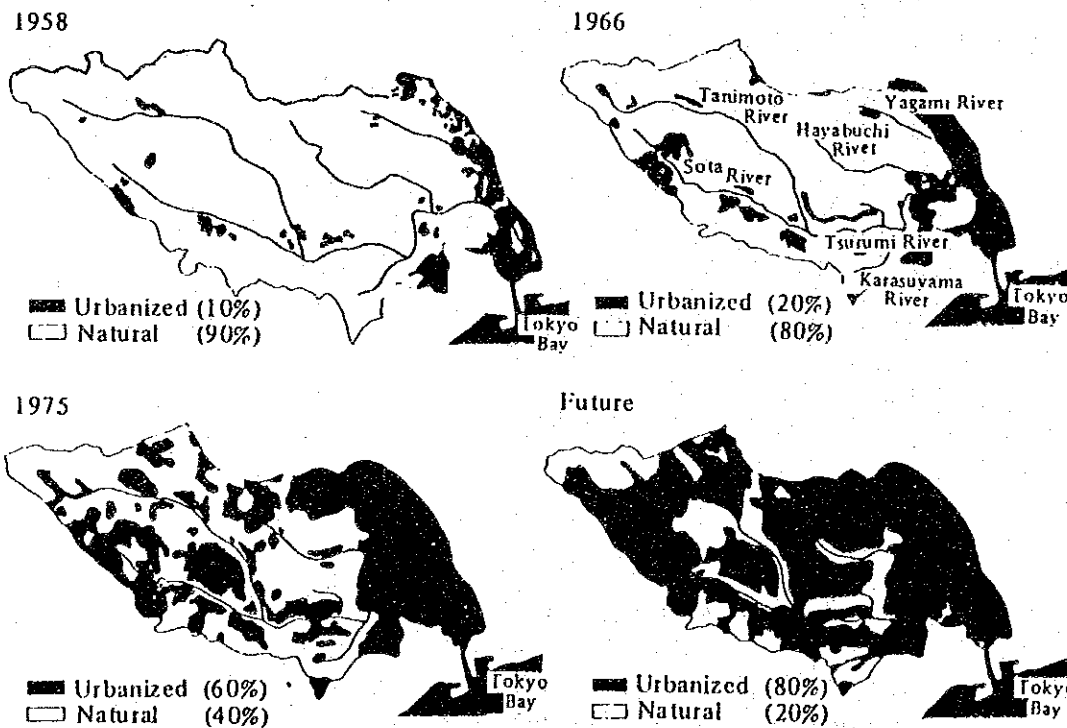 1958
Urbanized (10%)
Natural (90%)
Tokyo
Bay
1966
Tanimoto
River
Yagami River
Hayabuchi
River
Sota River
Tsurumi River
Karasuyama
River
Urbanized (20%)
Natural (80%)
Tokyo
Bay
1975
Urbanized (60%)
Natural (40%)
Tokyo
Bay
Future
Urbanized (80%)
Natural (20%)
Tokyo
Bay